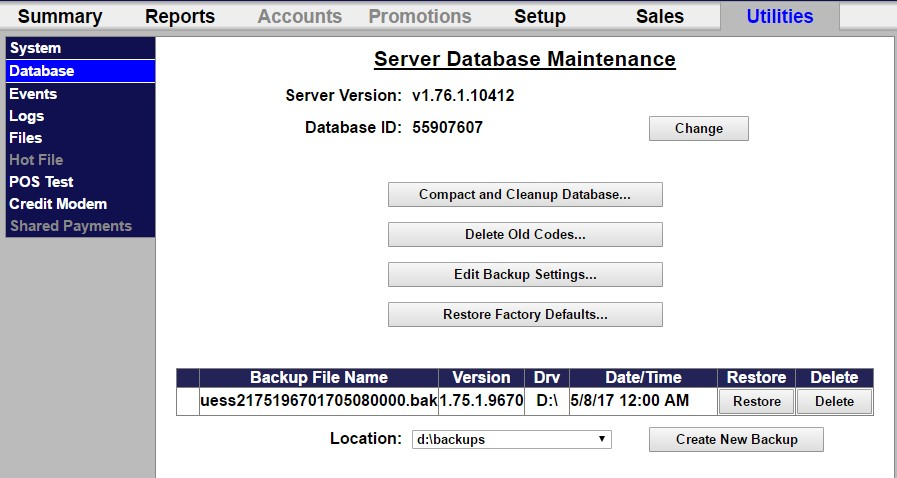 Summary Reports Accounts Promotions Setup Sales Utilities
System
Database
Events
Logs
Files
Hot File
POS Test
Credit Modem
Shared Payments
Server Database Maintenance
Server Version: v1.76.1.10412
Database ID: 55907607 Change
Compact and Cleanup Database...
Delete Old Codes...
Edit Backup Settings...
Restore Factory Defaults...
Backup File Name Version Drv Date/Time Restore Delete
uess2175196701705080000.bak 1.75.1.9670 D:\ 5/8/17 12:00 AM Restore Delete
Location: d:\backups Create New Backup